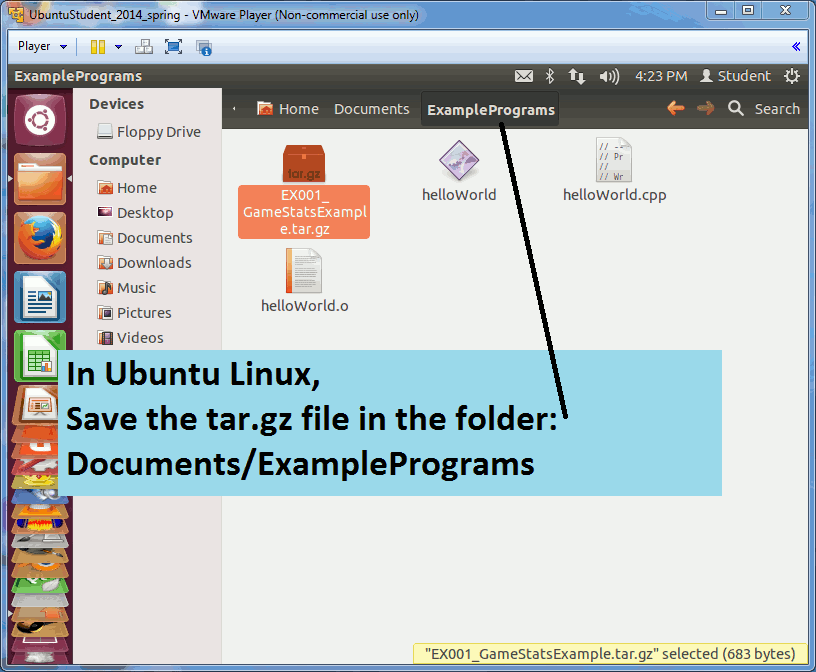 UbuntuStudent_2014_spring - VMware Player (Non-commercial use only)
Player
ExamplePrograms
4:23 PM
Student
Devices
Floppy Drive
Computer
Home
Desktop
Documents
Downloads
Music
Pictures
Videos
Home
Documents
ExamplePrograms
Search
tar.gz
EX001_
GameStatsExampl
e.tar.gz
helloWorld
// --
// Pr
//
// Wr
helloWorld.cpp
helloWorld.o
In Ubuntu Linux,
Save the tar.gz file in the folder:
Documents/ExamplePrograms
"EX001_GameStatsExample.tar.gz" selected (683 bytes)